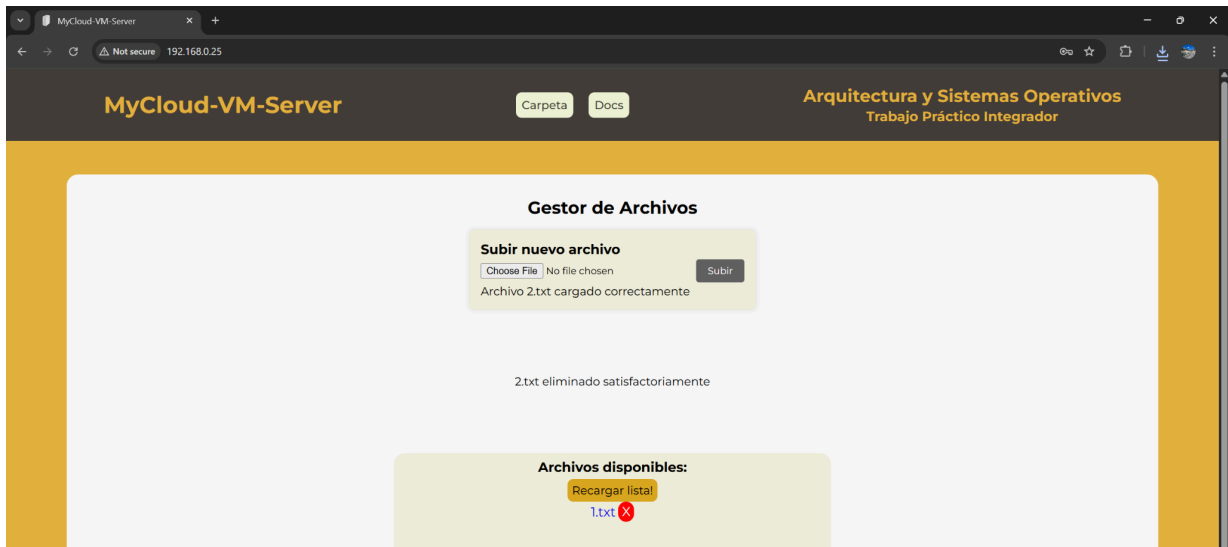 MyCloud-VM-Server
Not secure 192.168.0.25
MyCloud-VM-Server
Carpeta Docs
Arquitectura y Sistemas Operativos
Trabajo Práctico Integrador
Gestor de Archivos
Subir nuevo archivo
Choose File No file chosen
Subir
Archivo 2.txt cargado correctamente
2.txt eliminado satisfactoriamente
Archivos disponibles:
Recargar lista!
1.txt X